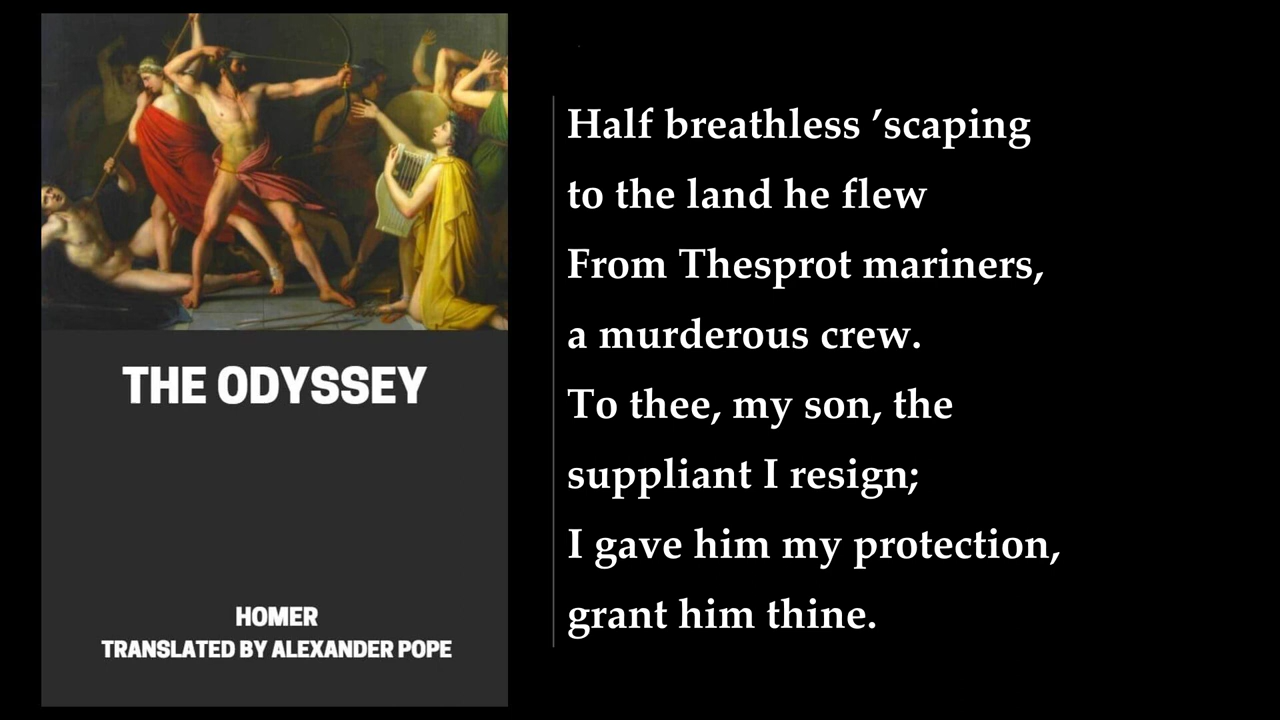 THE ODYSSEY
HOMER
TRANSLATED BY ALEXANDER POPE
Half breathless ’scaping
to the land he flew
From Thesprot mariners,
a murderous crew.
To thee, my son, the
suppliant I resign;
I gave him my protection,
grant him thine.